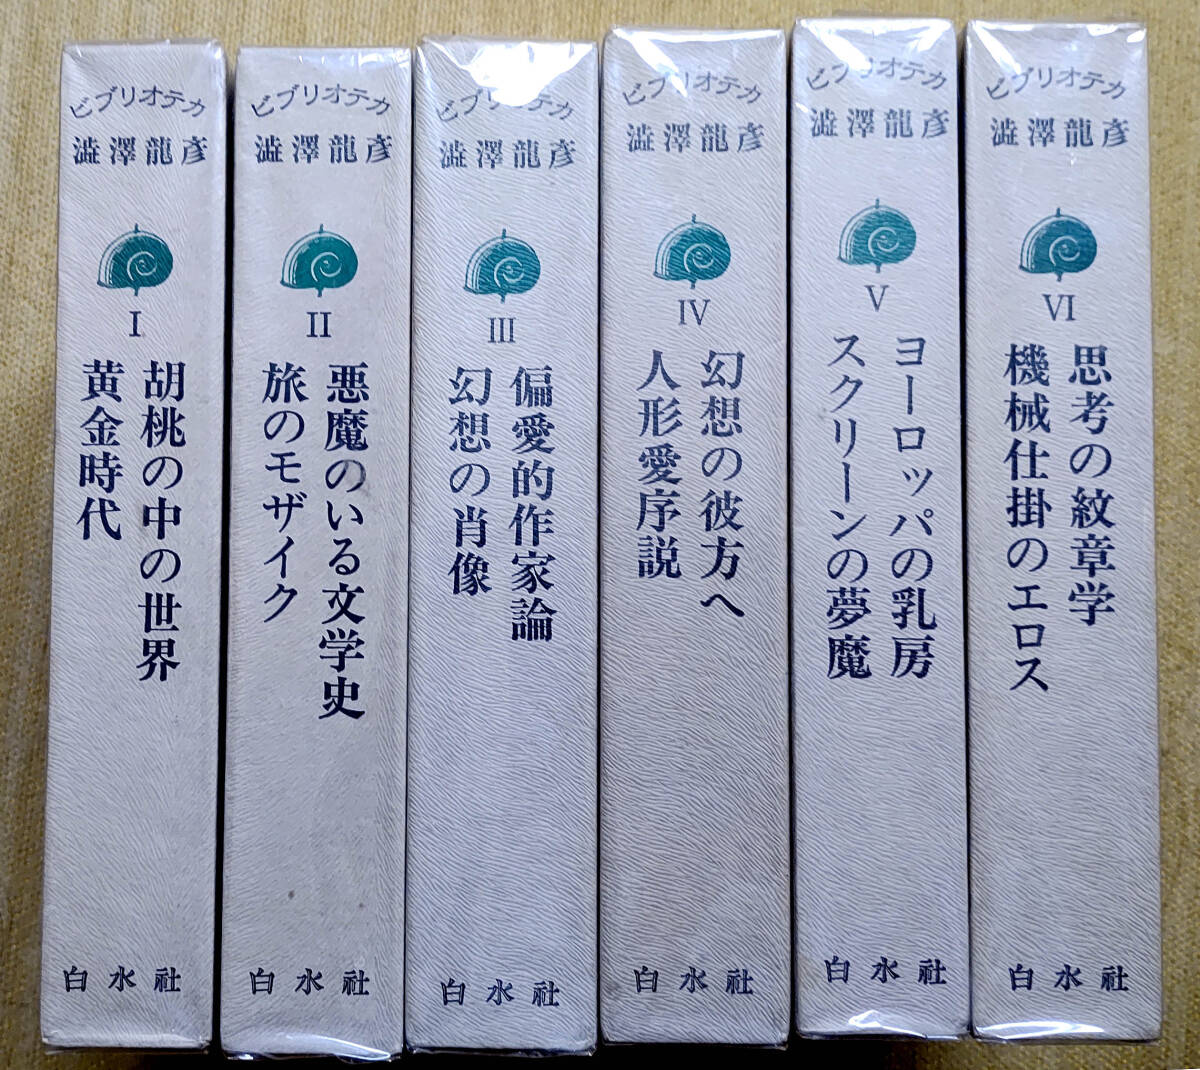 ビブリオテカ
澁澤龍彦
I
胡桃の中の世界
黄金時代
白水社
ビブリオテカ
澁澤龍彦
II
悪魔のいる文学史
旅のモザイク
白水社
ビブリオテカ
澁澤龍彦
III
偏愛的作家論
幻想の肖像
白水社
ビブリオテカ
澁澤龍彦
IV
幻想の彼方へ
人形愛序説
白水社
ビブリオテカ
澁澤龍彦
V
ヨーロッパの乳房
スクリーンの夢魔
白水社
ビブリオテカ
澁澤龍彦
VI
思考の紋章学
機械仕掛のエロス
白水社